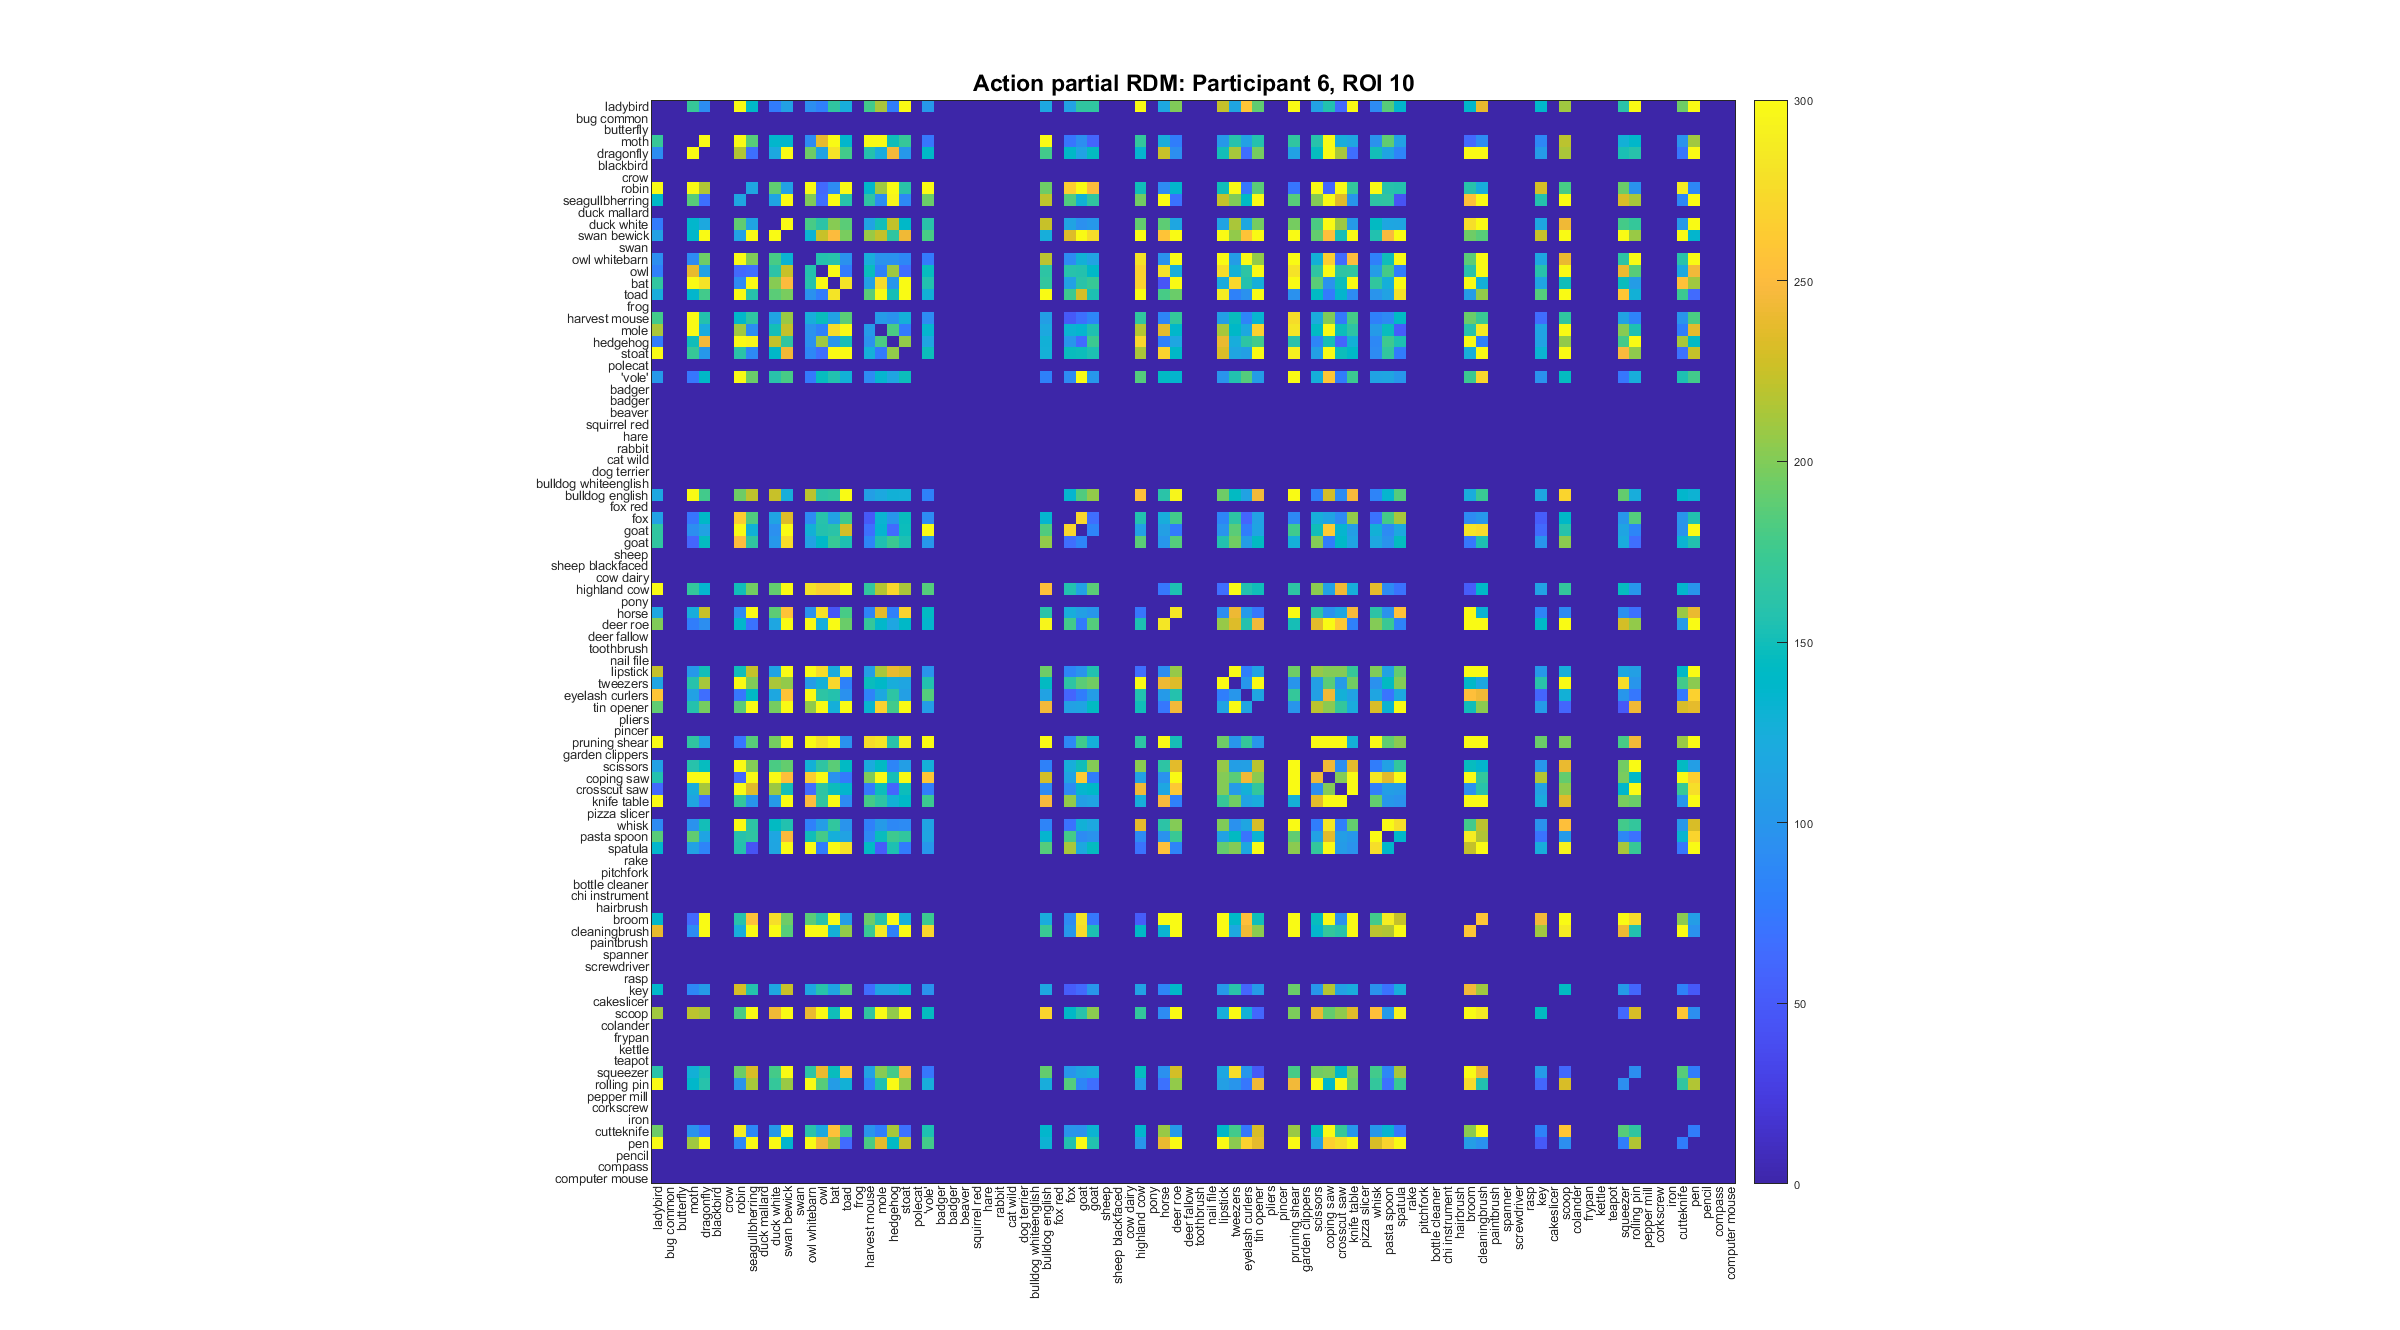 Action partial RDM: Participant 6, ROI 10
ladybird
bug common
butterfly
moth
dragonfly
blackbird
crow
robin
seagullbherring
duck mallard
duck white
swan bewick
swan
owl whitebarn
owl
bat
toad
frog
harvest mouse
mole
hedgehog
stoat
polecat
'vole'
badger
badger
beaver
squirrel red
hare
rabbit
cat wild
dog terrier
bulldog whiteenglish
bulldog english
fox red
fox
goat
goat
sheep
sheep blackfaced
cow dairy
highland cow
pony
horse
deer roe
deer fallow
toothbrush
nail file
lipstick
tweezers
eyelash curlers
tin opener
pliers
pincer
pruning shear
garden clippers
scissors
coping saw
crosscut saw
knife table
pizza slicer
whisk
pasta spoon
spatula
rake
pitchfork
bottle cleaner
chi instrument
hairbrush
broom
cleaningbrush
paintbrush
spanner
screwdriver
rasp
key
cakeslicer
scoop
colander
frypan
kettle
teapot
squeezer
rolling pin
pepper mill
corkscrew
iron
cutteknife
pen
pencil
compass
computer mouse
ladybird
bug common
butterfly
moth
dragonfly
blackbird
crow
robin
seagullbherring
duck mallard
duck white
swan bewick
swan
owl whitebarn
owl
bat
toad
frog
harvest mouse
mole
hedgehog
stoat
polecat
'vole'
badger
badger
beaver
squirrel red
hare
rabbit
cat wild
dog terrier
bulldog whiteenglish
bulldog english
fox red
fox
goat
goat
sheep
sheep blackfaced
cow dairy
highland cow
pony
horse
deer roe
deer fallow
toothbrush
nail file
lipstick
tweezers
eyelash curlers
tin opener
pliers
pincer
pruning shear
garden clippers
scissors
coping saw
crosscut saw
knife table
pizza slicer
whisk
pasta spoon
spatula
rake
pitchfork
bottle cleaner
chi instrument
hairbrush
broom
cleaningbrush
paintbrush
spanner
screwdriver
rasp
key
cakeslicer
scoop
colander
frypan
kettle
teapot
squeezer
rolling pin
pepper mill
corkscrew
iron
cutteknife
pen
pencil
compass
computer mouse
300
250
200
150
100
50
0